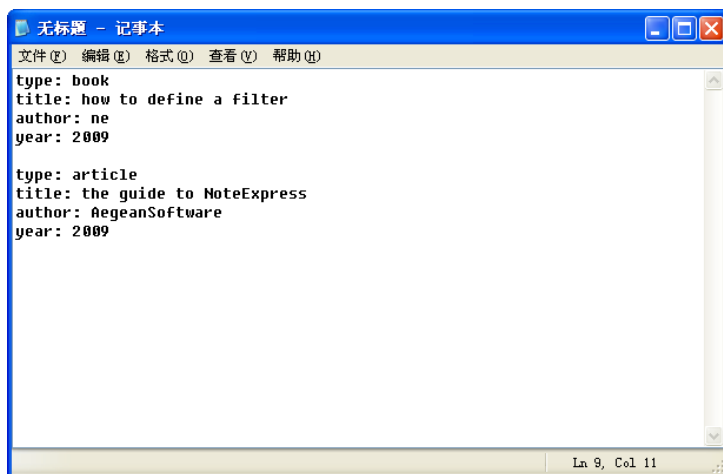 无标题 - 记事本
文件(F) 编辑(E) 格式(O) 查看(V) 帮助(H)
type: book
title: how to define a filter
author: ne
year: 2009

type: article
title: the guide to NoteExpress
author: AegeanSoftware
year: 2009
Ln 9, Col 11